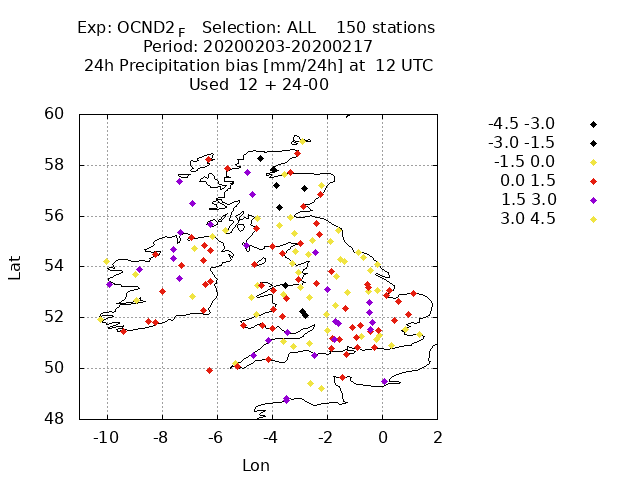 Exp: OCND2_F Selection: ALL 150 stations
Period: 20200203-20200217
24h Precipitation bias [mm/24h] at 12 UTC
Used 12 + 24-00
-4.5 -3.0
-3.0 -1.5
-1.5 0.0
0.0 1.5
1.5 3.0
3.0 4.5
60
58
56
54
52
50
48
Lat
-10 -8 -6 -4 -2 0 2
Lon